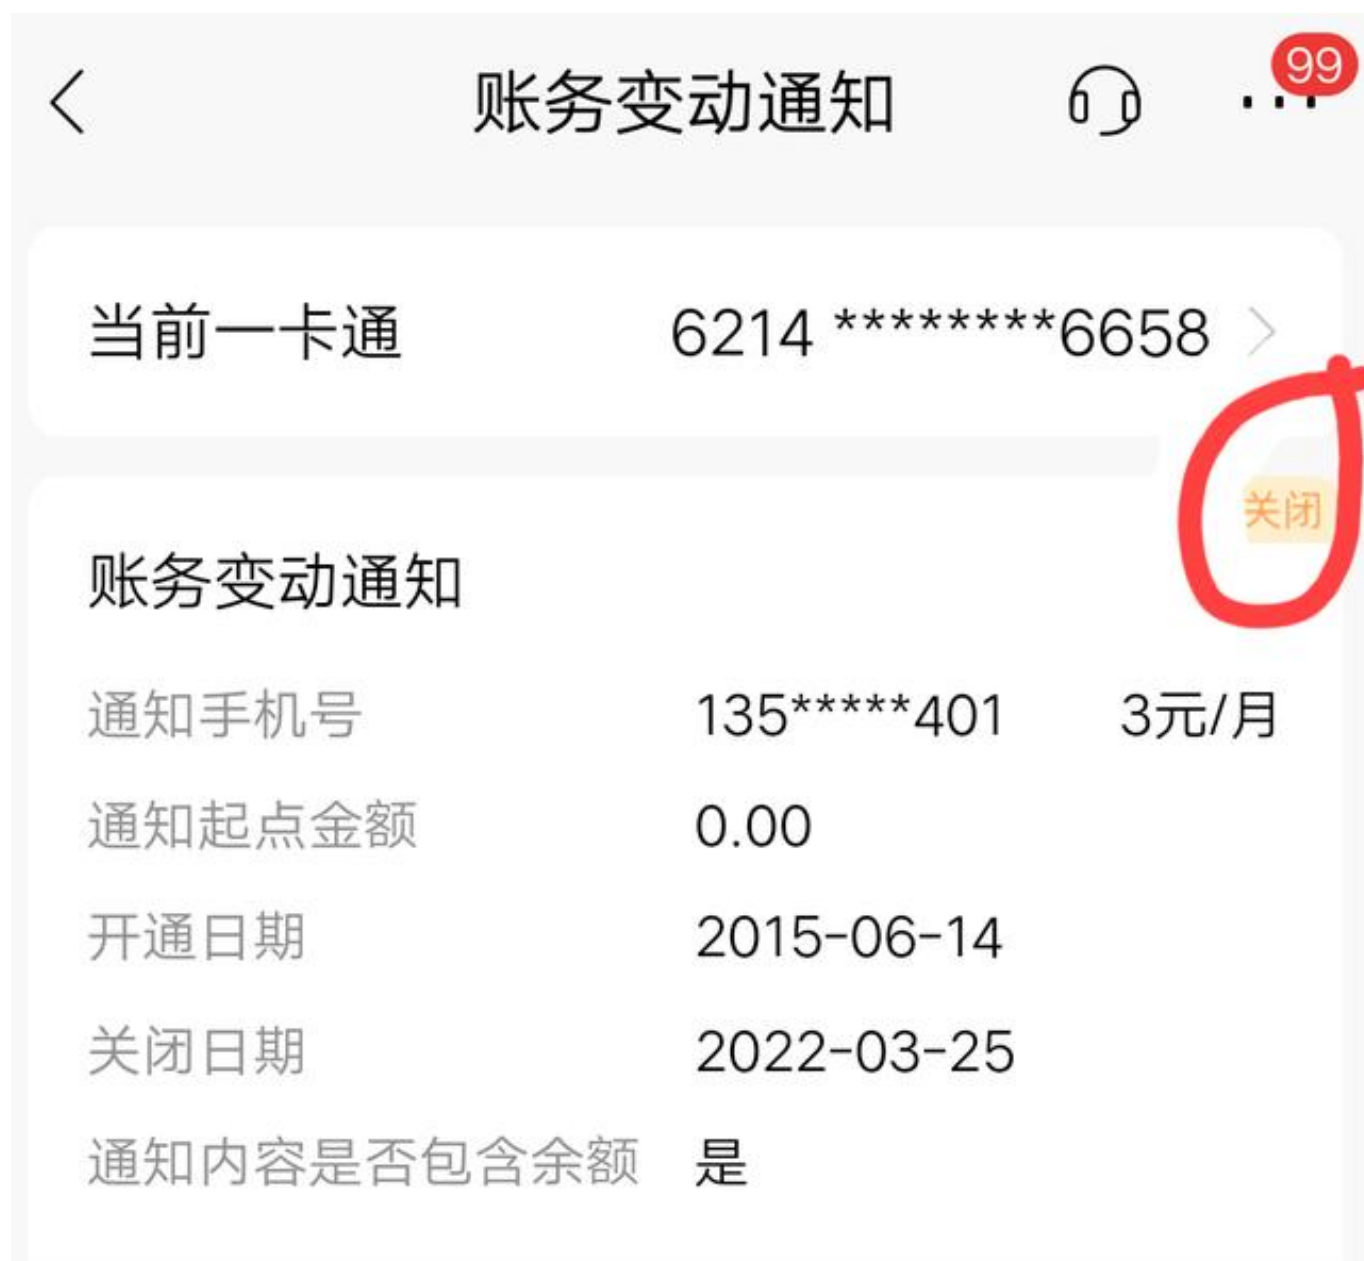 账务变动通知
99
当前一卡通 6214 ********6658
关闭
账务变动通知
通知手机号 135*****401 3元/月
通知起点金额 0.00
开通日期 2015-06-14
关闭日期 2022-03-25
通知内容是否包含余额 是